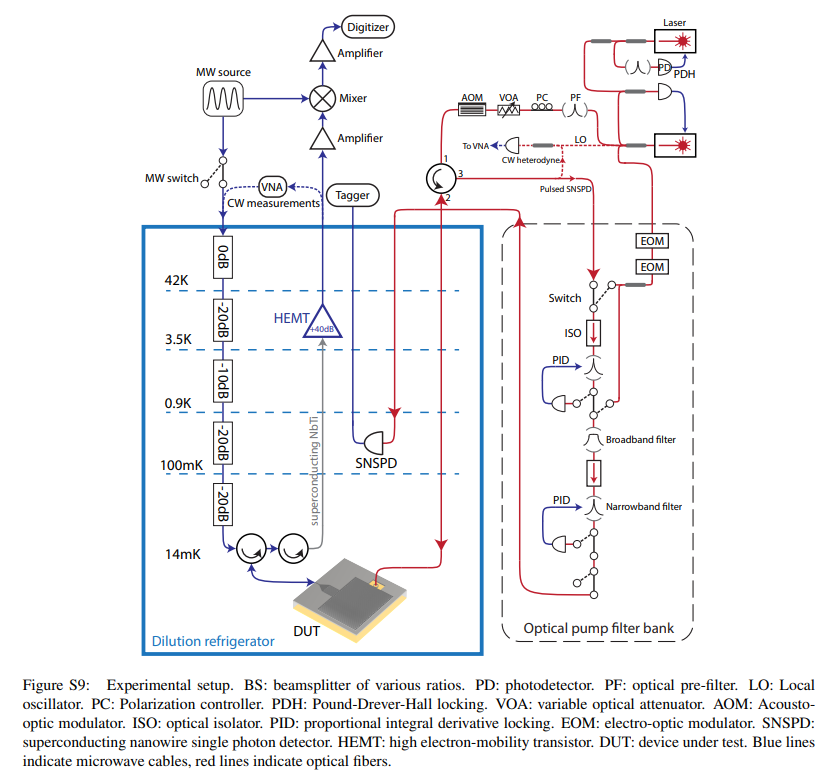 Laser
Digitizer
Amplifier
PD
PDH
MW source
Mixer
AOM
VOA
PC
PF
Amplifier
To VNA
LO
CW heterodyne
1
3
2
Pulsed SNSPD
MW switch
VNA
CW measurements
Tagger
0dB
EOM
EOM
42K
Switch
-20dB
HEMT
+40dB
ISO
3.5K
PID
-10dB
0.9K
superconducting NbTi
-20dB
Broadband filter
SNSPD
100mK
-20dB
PID
Narrowband filter
14mK
DUT
Dilution refrigerator
Optical pump filter bank
Figure S9: Experimental setup. BS: beamsplitter of various ratios. PD: photodetector. PF: optical pre-filter. LO: Local
oscillator. PC: Polarization controller. PDH: Pound-Drever-Hall locking. VOA: variable optical attenuator. AOM: Acousto-
optic modulator. ISO: optical isolator. PID: proportional integral derivative locking. EOM: electro-optic modulator. SNSPD:
superconducting nanowire single photon detector. HEMT: high electron-mobility transistor. DUT: device under test. Blue lines
indicate microwave cables, red lines indicate optical fibers.